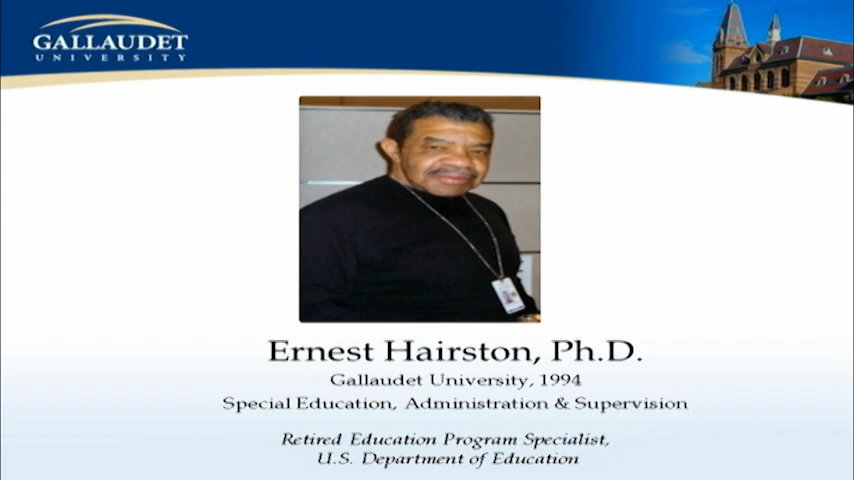 GALLAUDET
UNIVERSITY
Ernest Hairston, Ph.D.
Gallaudet University, 1994
Special Education, Administration & Supervision
Retired Education Program Specialist,
U.S. Department of Education